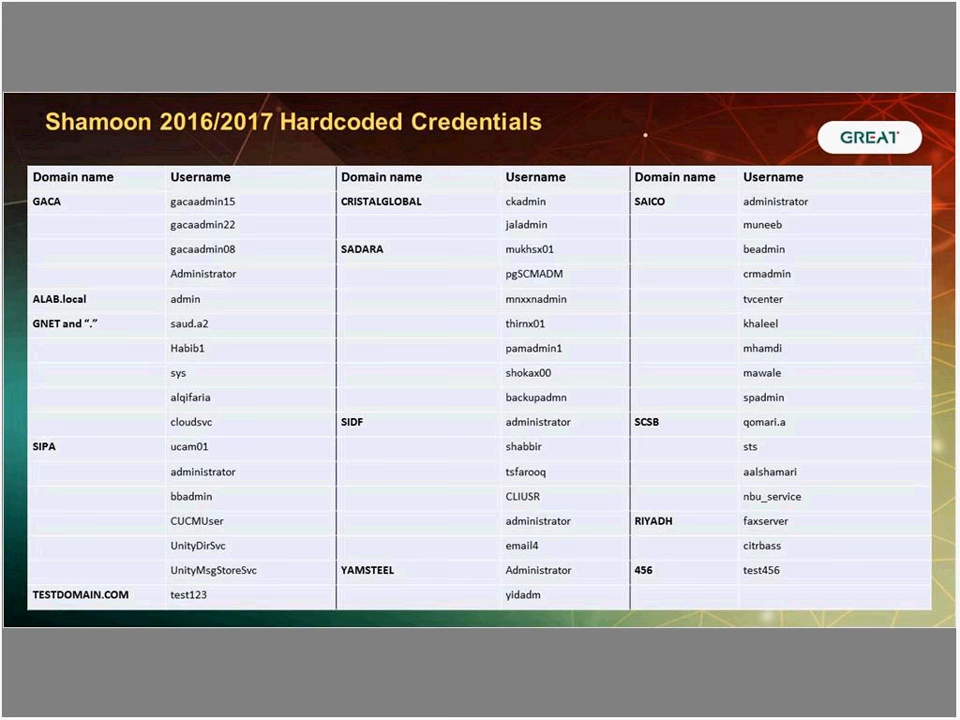 Shamoon 2016/2017 Hardcoded Credentials
GREAT
Domain name Username Domain name Username Domain name Username
GACA gacaadmin15 CRISTALGLOBAL ckadmin SAICO administrator
gacaadmin22 jaladmin muneeb
gacaadmin08 SADARA mukhsx01 beadmin
Administrator pgSCMADM crmadmin
ALAB.local admin mnxxnadmin tvcenter
GNET and “.” saud.a2 thirnx01 khaleel
Habib1 pamadmin1 mhamdi
sys shokax00 mawale
alqifaria backupadmn spadmin
cloudsvc SIDF administrator SCSB qomari.a
SIPA ucam01 shabbir sts
administrator tsfarooq aalshamari
bbadmin CLIUSR nbu_service
CUCMUser administrator RIYADH faxserver
UnityDirSvc email4 citrbass
UnityMsgStoreSvc YAMSTEEL Administrator 456 test456
TESTDOMAIN.COM test123 yidadm